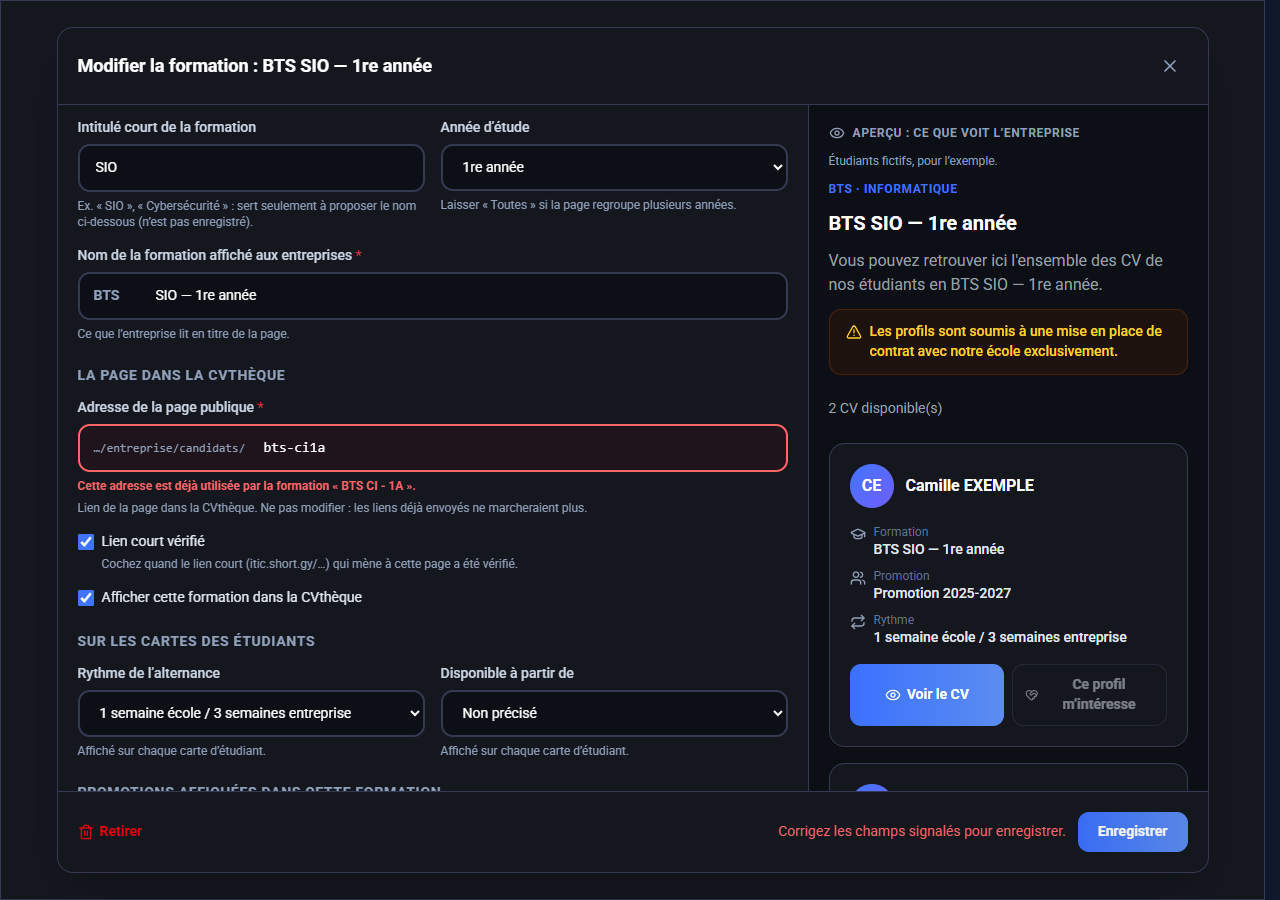 Modifier la formation : BTS SIO — 1re année
Intitulé court de la formation
SIO
Ex. « SIO », « Cybersécurité » : sert seulement à proposer le nom
ci-dessous (n’est pas enregistré).
Année d’étude
1re année
Laisser « Toutes » si la page regroupe plusieurs années.
Nom de la formation affiché aux entreprises *
BTS SIO — 1re année
Ce que l’entreprise lit en titre de la page.
LA PAGE DANS LA CVTHÈQUE
Adresse de la page publique *
…/entreprise/candidats/ bts-ci1a
Cette adresse est déjà utilisée par la formation « BTS CI - 1A ».
Lien de la page dans la CVthèque. Ne pas modifier : les liens déjà envoyés ne marcheraient plus.
Lien court vérifié
Cochez quand le lien court (itic.short.gy/…) qui mène à cette page a été vérifié.
Afficher cette formation dans la CVthèque
SUR LES CARTES DES ÉTUDIANTS
Rythme de l’alternance
1 semaine école / 3 semaines entreprise
Affiché sur chaque carte d’étudiant.
Disponible à partir de
Non précisé
Affiché sur chaque carte d’étudiant.
PROMOTIONS AFFICHÉES DANS CETTE FORMATION
APERÇU : CE QUE VOIT L’ENTREPRISE
Étudiants fictifs, pour l’exemple.
BTS · INFORMATIQUE
BTS SIO — 1re année
Vous pouvez retrouver ici l'ensemble des CV de
nos étudiants en BTS SIO — 1re année.
Les profils sont soumis à une mise en place de
contrat avec notre école exclusivement.
2 CV disponible(s)
CE
Camille EXEMPLE
Formation
BTS SIO — 1re année
Promotion
Promotion 2025-2027
Rythme
1 semaine école / 3 semaines entreprise
Voir le CV
Ce profil
m’intéresse
Retirer
Corrigez les champs signalés pour enregistrer.
Enregistrer